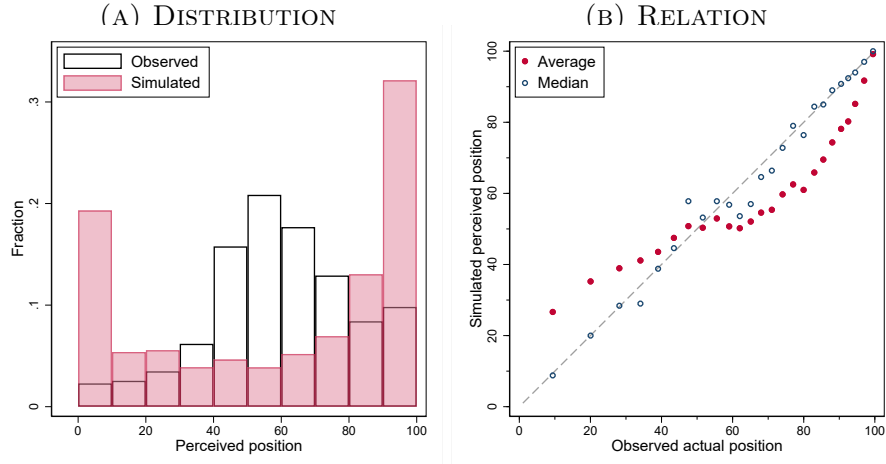 (A) DISTRIBUTION
Observed
Simulated
Fraction
0
.1
.2
.3
0
20
40
60
80
100
Perceived position
(B) RELATION
Average
Median
Simulated perceived position
0
20
40
60
80
100
0
20
40
60
80
100
Observed actual position